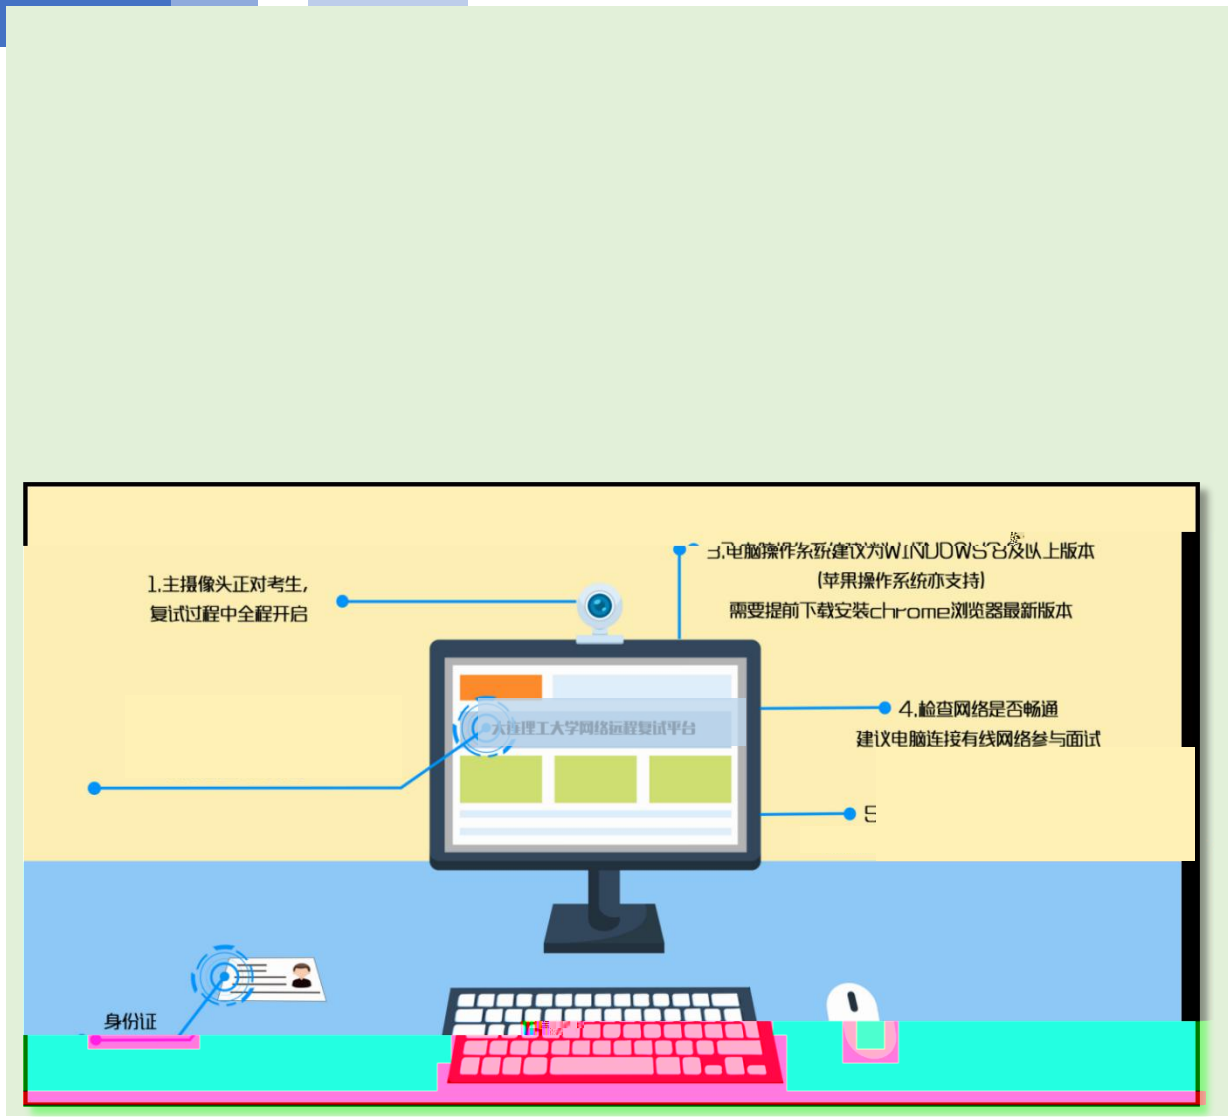 3.电脑操作系统建议为WINDOWS 8及以上版本
1.主摄像头正对考生,
(苹果操作系统亦支持)
复试过程中全程开启
需要提前下载安装chrome浏览器最新版本
4.检查网络是否畅通
大连理工大学网络远程复试平台
建议电脑连接有线网络参与面试
5
身份证